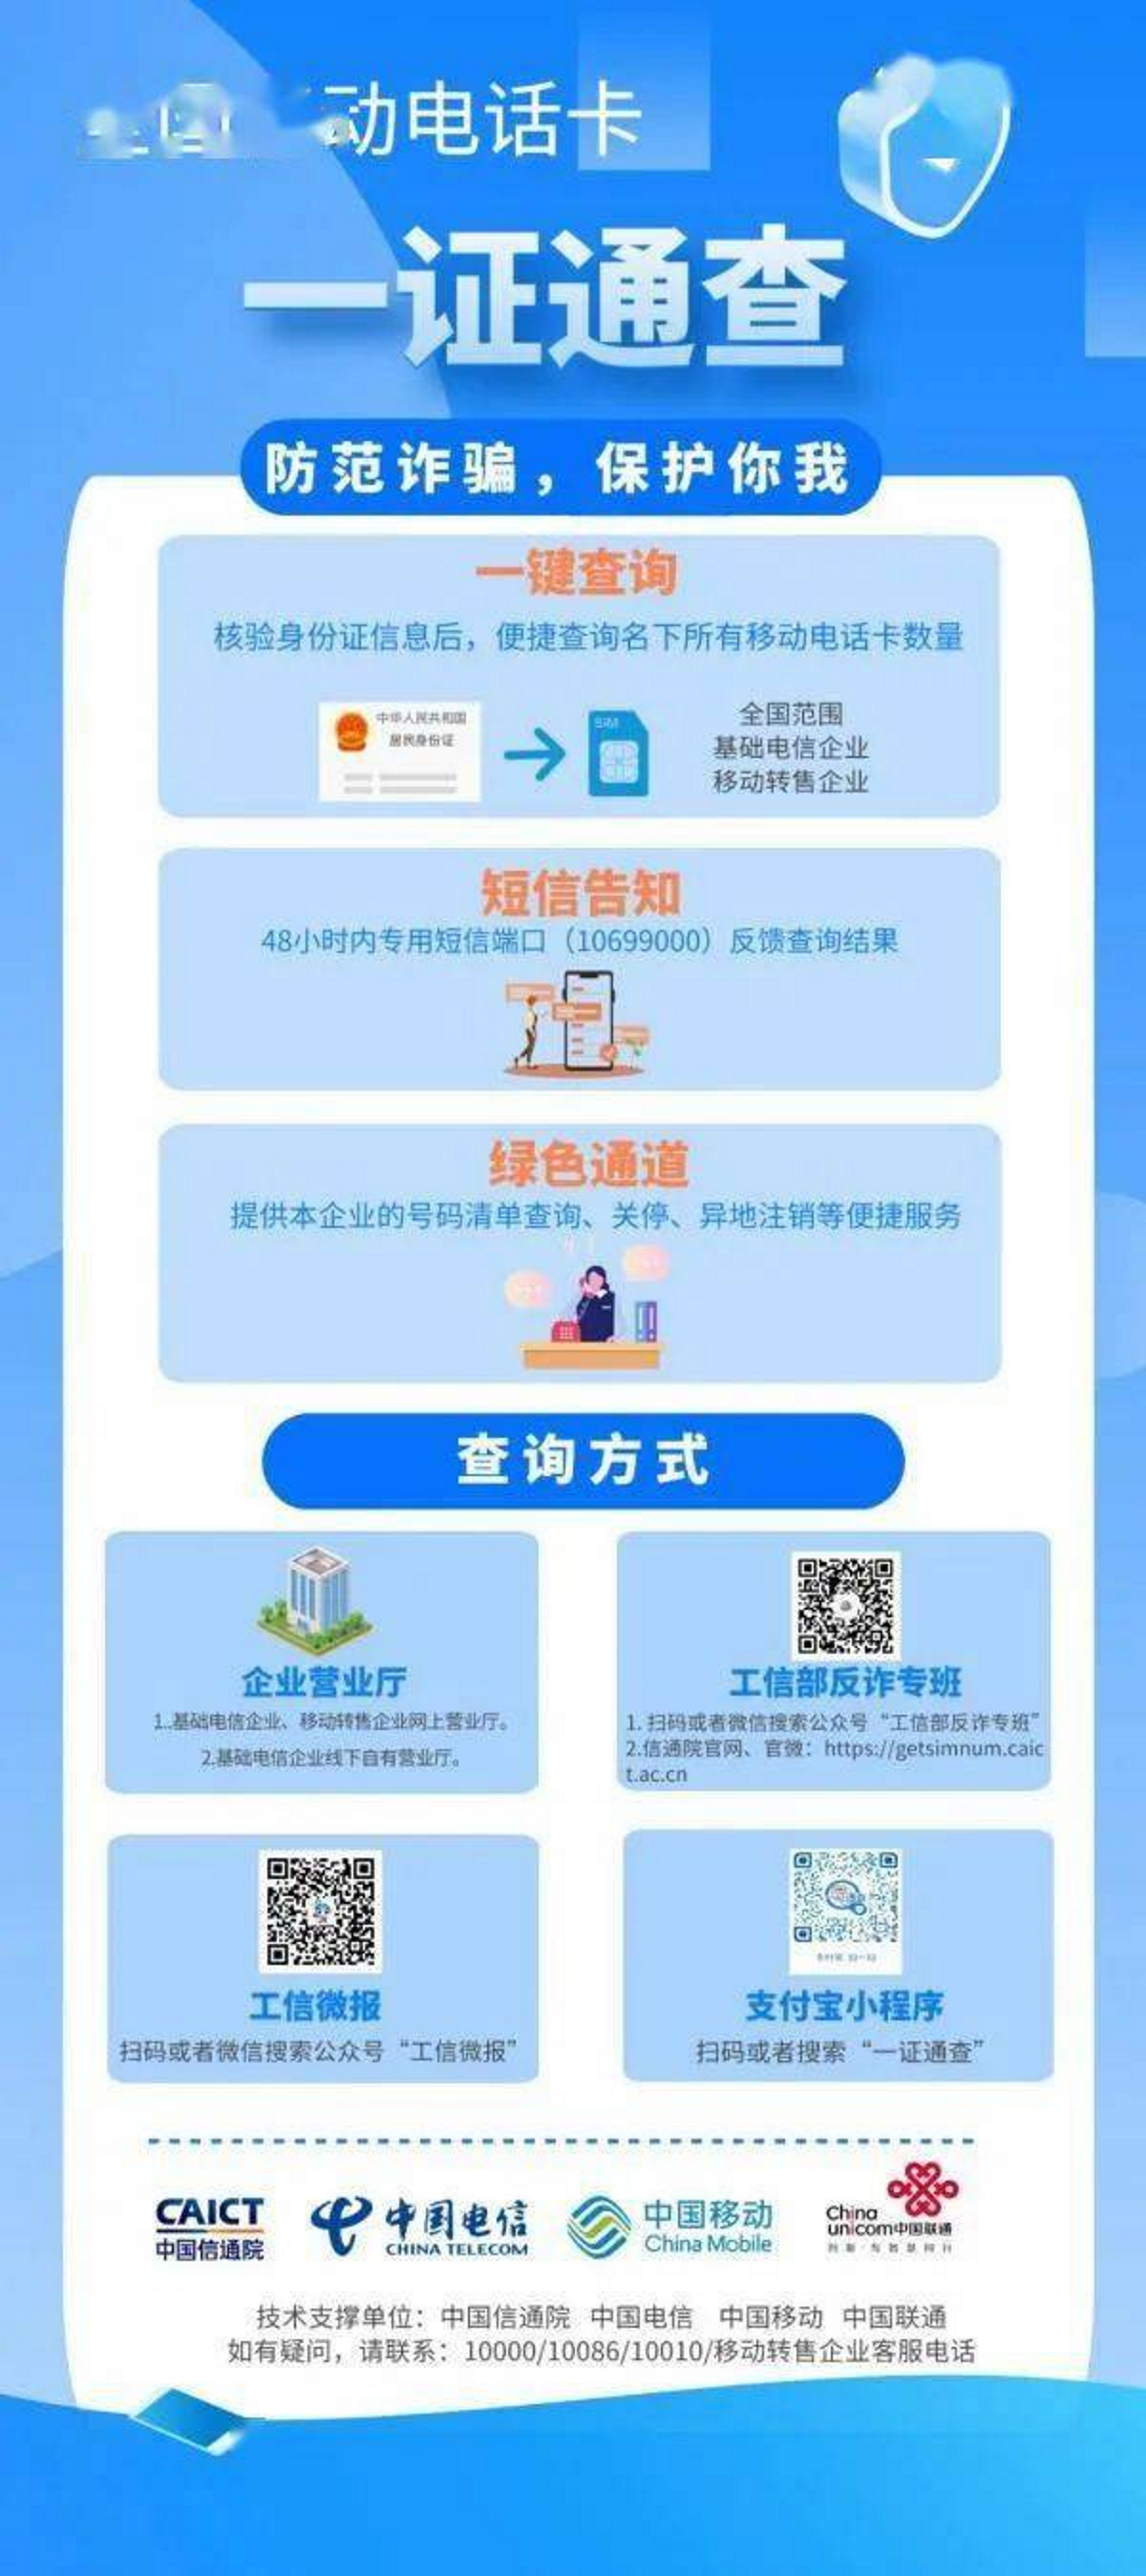 动电话卡
一证通查
防范诈骗，保护你我
一键查询
核验身份证信息后，便捷查询名下所有移动电话卡数量
中华人民共和国
居民身份证
SIM
全国范围
基础电信企业
移动转售企业
短信告知
48小时内专用短信端口（10699000）反馈查询结果
绿色通道
提供本企业的号码清单查询、关停、异地注销等便捷服务
查询方式
企业营业厅
1..基础电信企业、移动转售企业网上营业厅。
2.基础电信企业线下自有营业厅。
工信部反诈专班
1. 扫码或者微信搜索公众号“工信部反诈专班”
2.信通院官网、官微：https://getsimnum.caic
t.ac.cn
工信微报
扫码或者微信搜索公众号“工信微报”
支付宝小程序
扫码或者搜索“一证通查”
CAICT
中国信通院
中国电信
CHINA TELECOM
中国移动
China Mobile
China
unicom中国联通
技术支撑单位：中国信通院 中国电信 中国移动 中国联通
如有疑问，请联系：10000/10086/10010/移动转售企业客服电话